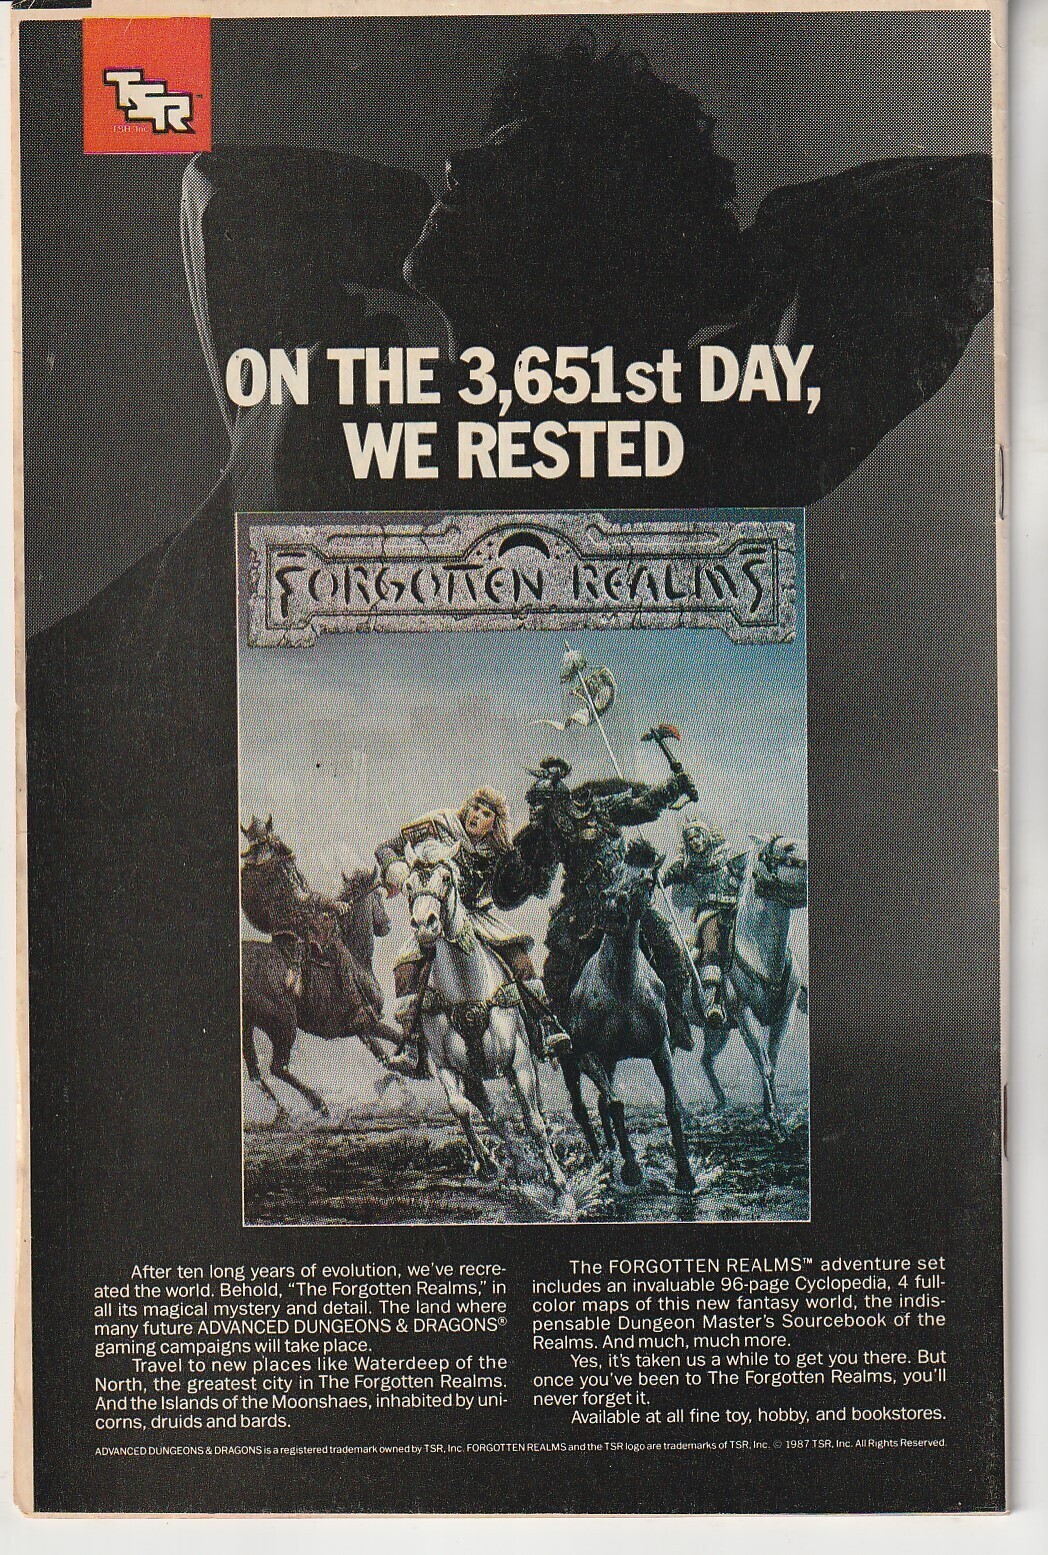 TSR™
TSR, Inc.
ON THE 3,651st DAY,
WE RESTED
FORGOTTEN REALMS
After ten long years of evolution, we've recre-
ated the world. Behold, “The Forgotten Realms,” in
all its magical mystery and detail. The land where
many future ADVANCED DUNGEONS & DRAGONS®
gaming campaigns will take place.
Travel to new places like Waterdeep of the
North, the greatest city in The Forgotten Realms.
And the Islands of the Moonshaes, inhabited by uni-
corns, druids and bards.
The FORGOTTEN REALMS™ adventure set
includes an invaluable 96-page Cyclopedia, 4 full-
color maps of this new fantasy world, the indis-
pensable Dungeon Master's Sourcebook of the
Realms. And much, much more.
Yes, it's taken us a while to get you there. But
once you've been to The Forgotten Realms, you'll
never forget it.
Available at all fine toy, hobby, and bookstores.
ADVANCED DUNGEONS & DRAGONS is a registered trademark owned by TSR, Inc. FORGOTTEN REALMS and the TSR logo are trademarks of TSR, Inc. © 1987 TSR, Inc. All Rights Reserved.